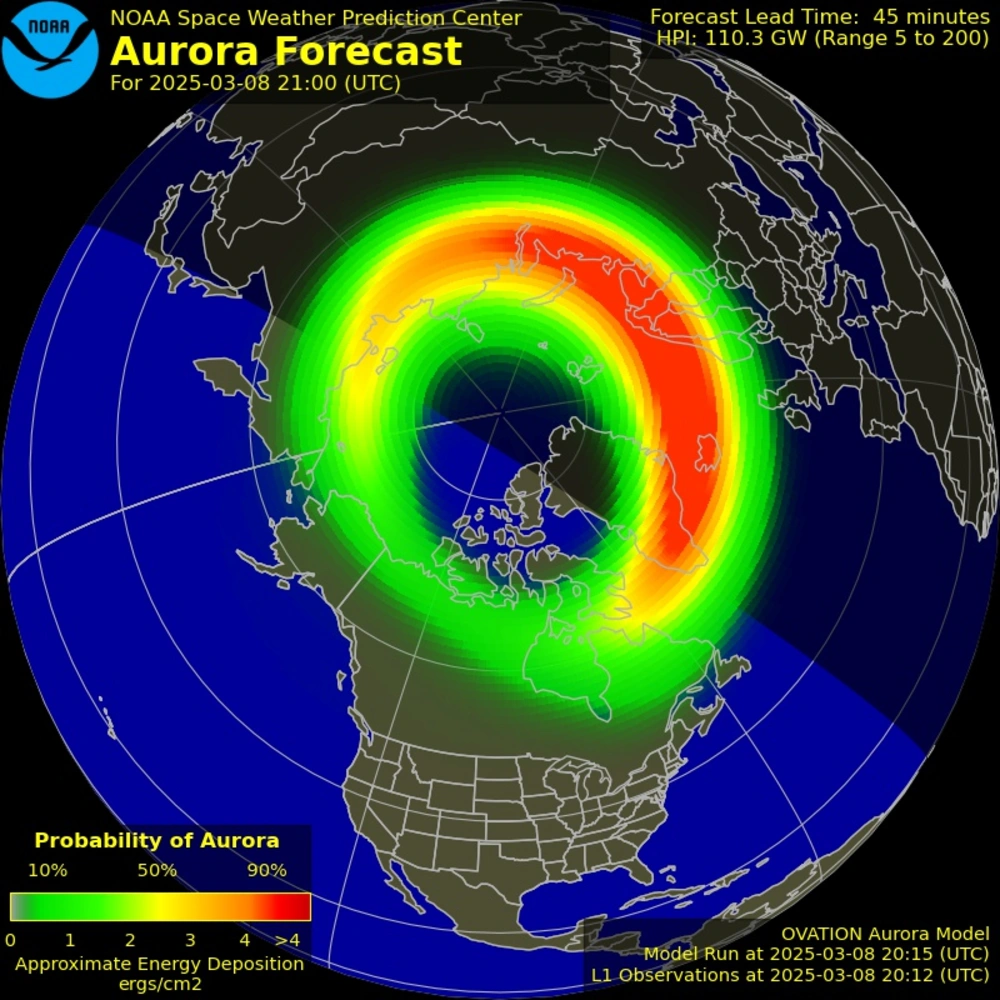 NOAA
NOAA Space Weather Prediction Center
Aurora Forecast
For 2025-03-08 21:00 (UTC)
Forecast Lead Time: 45 minutes
HPI: 110.3 GW (Range 5 to 200)
Probability of Aurora
10% 50% 90%
0 1 2 3 4 >4
Approximate Energy Deposition
ergs/cm2
OVATION Aurora Model
Model Run at 2025-03-08 20:15 (UTC)
L1 Observations at 2025-03-08 20:12 (UTC)